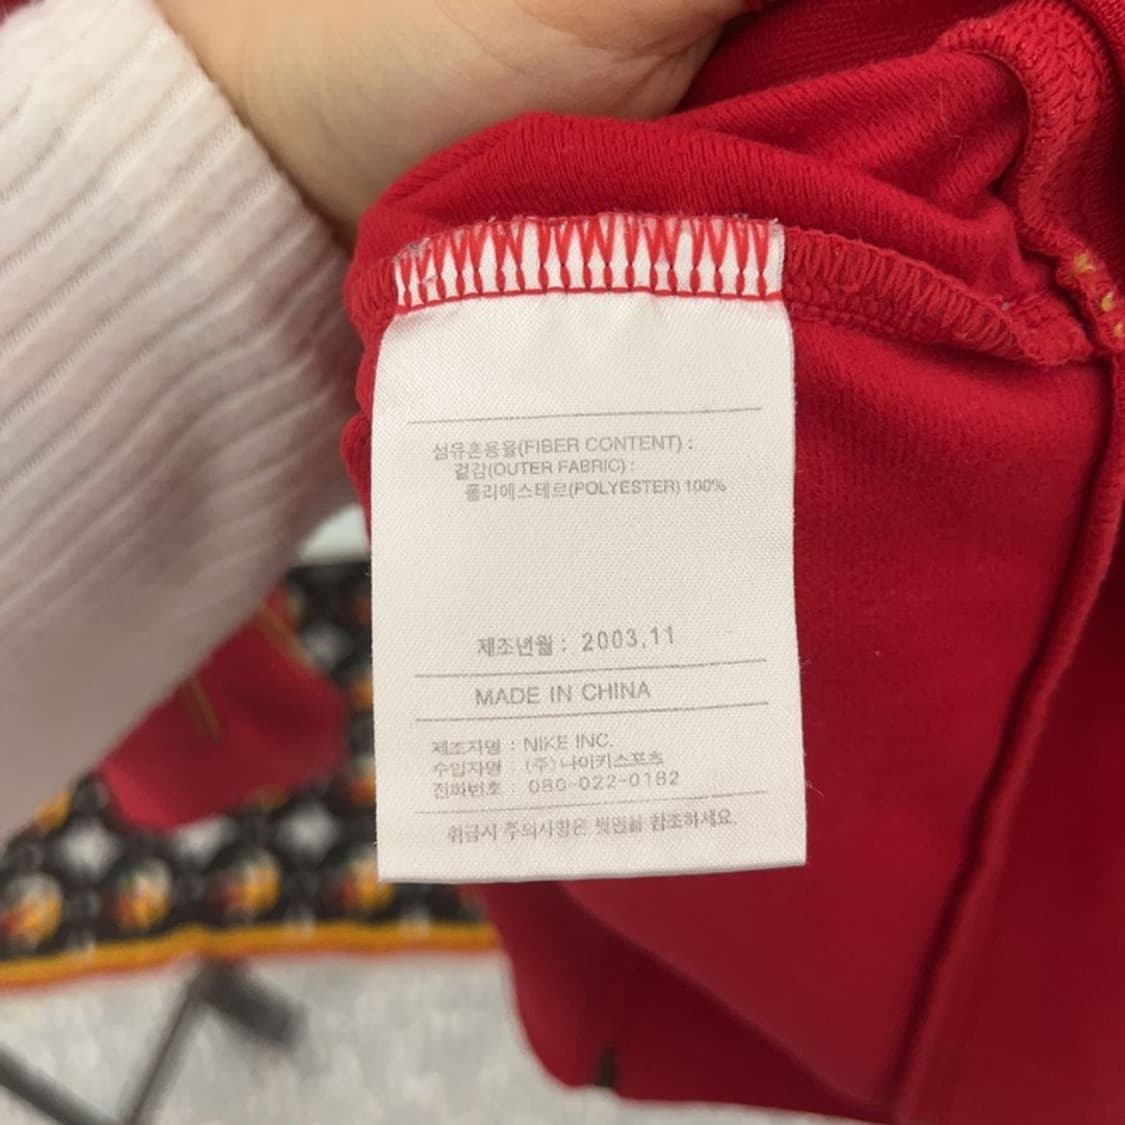 섬유혼용율(FIBER CONTENT) :
겉감(OUTER FABRIC) :
폴리에스테르(POLYESTER) 100%
제조년월 : 2003.11
MADE IN CHINA
제조자명 : NIKE INC.
수입자명 : (주)나이키스포츠
전화번호 : 080-022-0182
취급시 주의사항은 뒷면을 참조하세요.